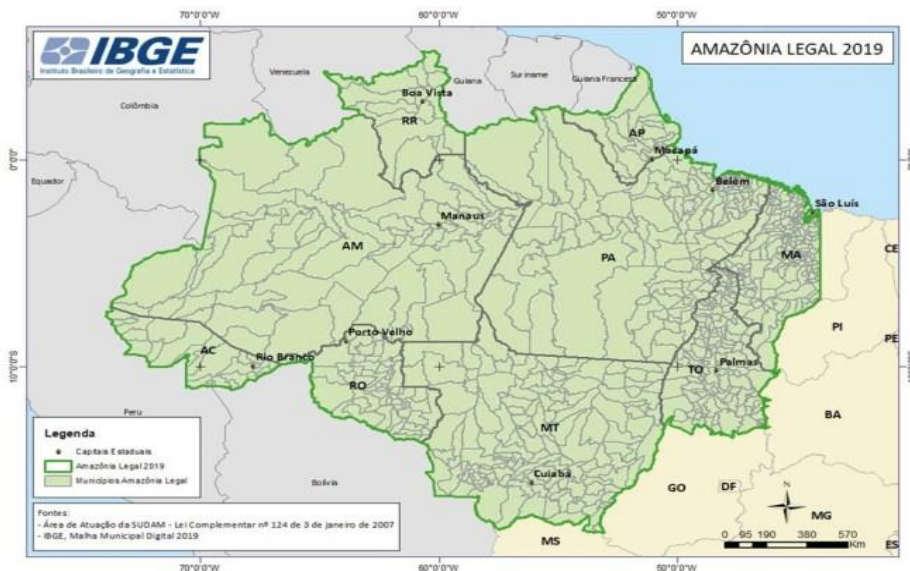 70°0'0"W
60°0'0"W
50°0'0"W
IBGE
Instituto Brasileiro de Geografia e Estatística
AMAZÔNIA LEGAL 2019
Venezuela
Guiana
Suriname
Guiana Francesa
Colômbia
Boa Vista
RR
AP
Macapá
0°0'0"
Equador
Belém
São Luís
Manaus
AM
PA
MA
CE
PI
PE
Porto Velho
AC
Rio Branco
10°0'0"S
10°0'0"S
RO
TO
Palmas
Peru
MT
BA
Legenda
Capitais Estaduais
Amazônia Legal 2019
Municípios Amazônia Legal
Cuiabá
Bolívia
GO
DF
N
MG
Fontes:
- Área de Atuação da SUDAM - Lei Complementar nº 124 de 3 de janeiro de 2007
- IBGE, Malha Municipal Digital 2019
MS
0 95 190 380 570
Km
ES
70°0'0"W
60°0'0"W
50°0'0"W